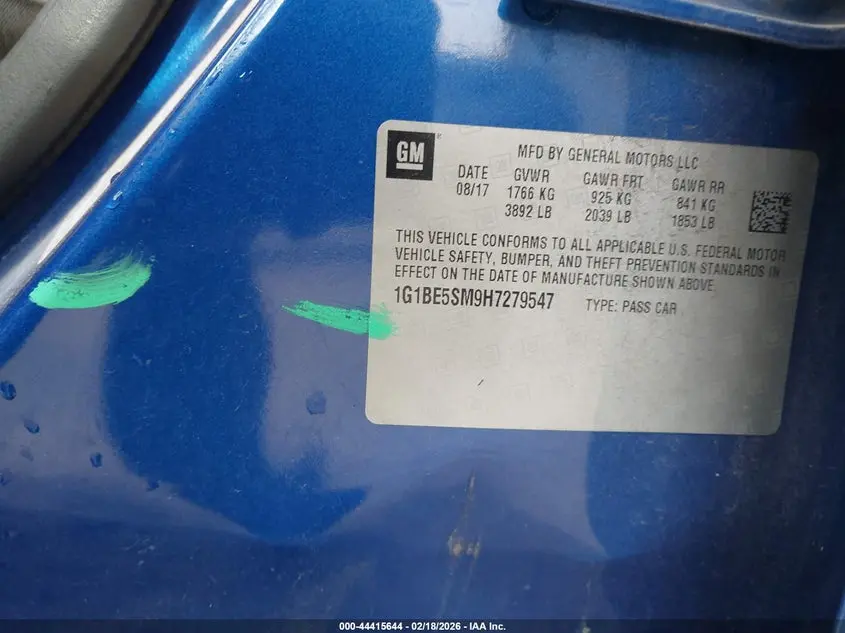 GM
MFD BY GENERAL MOTORS LLC
DATE GVWR GAWR FRT GAWR RR
08/17 1766 KG 925 KG 841 KG
3892 LB 2039 LB 1853 LB
THIS VEHICLE CONFORMS TO ALL APPLICABLE U.S. FEDERAL MOTOR
VEHICLE SAFETY, BUMPER, AND THEFT PREVENTION STANDARDS IN
EFFECT ON THE DATE OF MANUFACTURE SHOWN ABOVE.
1G1BE5SM9H7279547 TYPE: PASS CAR
000-44415644 / 02/18/2026 - IAA Inc.